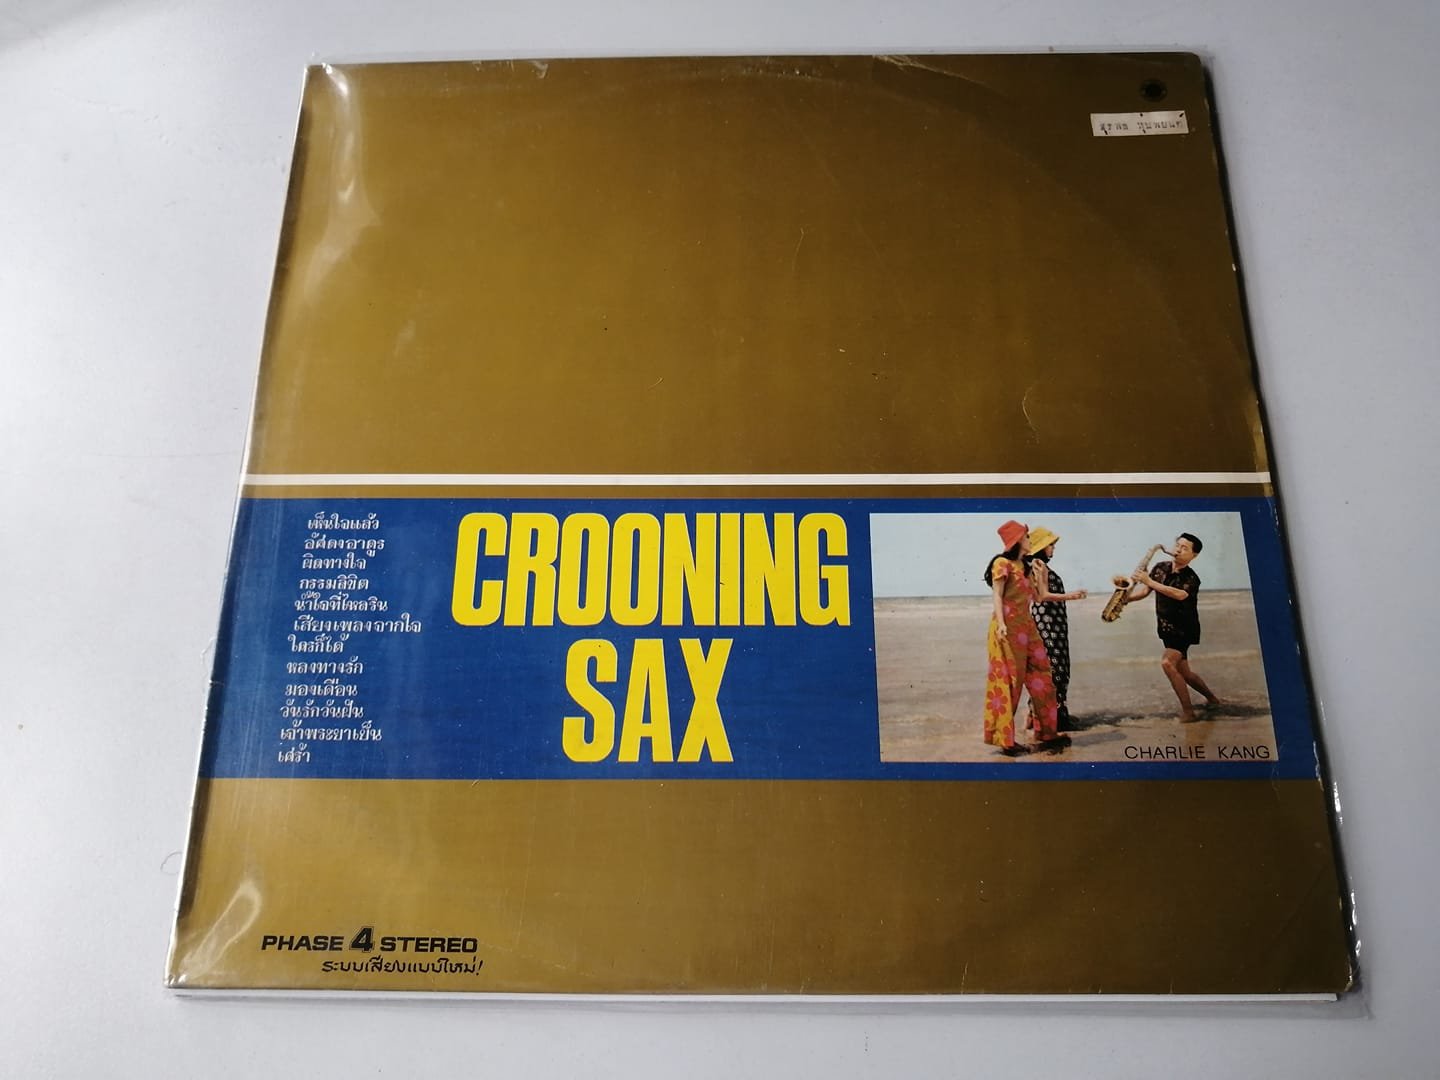 สุรพล
เห็นใจแล้ว
อัศดงอาดูร
ผิดทางใจ
กรรมลิขิต
น้ำใจที่ไหลริน
เสียงเพลงจากใจ
ใครก็ได้
หลงทางรัก
มองเดือน
วันรักวันฝัน
เจ้าพระยาเย็น
เศร้า
CROONING
SAX
CHARLIE KANG
PHASE 4 STEREO
ระบบเสียงแบบใหม่!